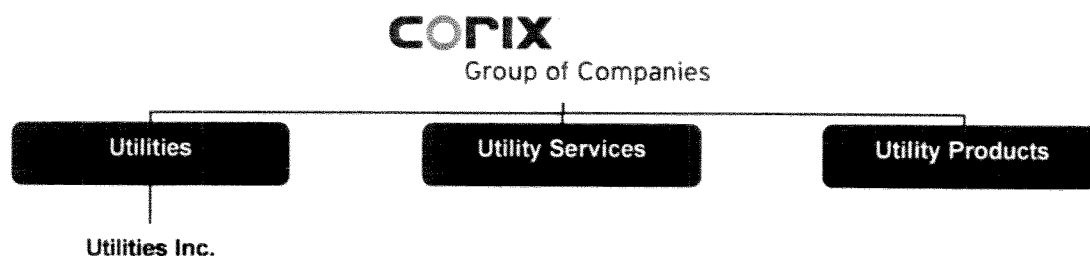 corix
Group of Companies
Utilities
Utility Services
Utility Products
Utilities Inc.